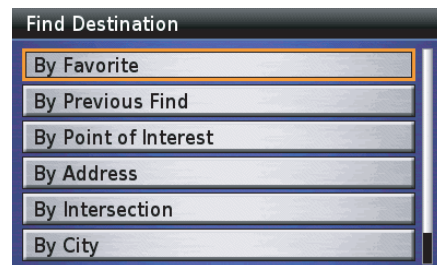 Find Destination
By Favorite
By Previous Find
By Point of Interest
By Address
By Intersection
By City